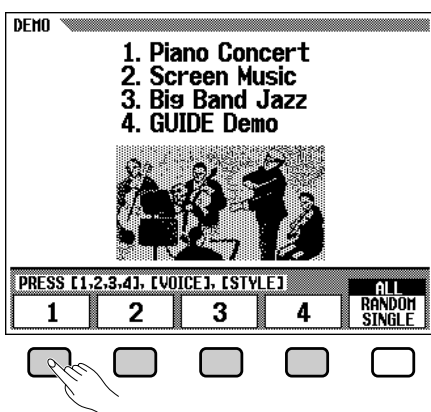 DEMO
1. Piano Concert
2. Screen Music
3. Big Band Jazz
4. GUIDE Demo
PRESS [1,2,3,4], [VOICE], [STYLE]
1 2 3 4
ALL
RANDOM
SINGLE